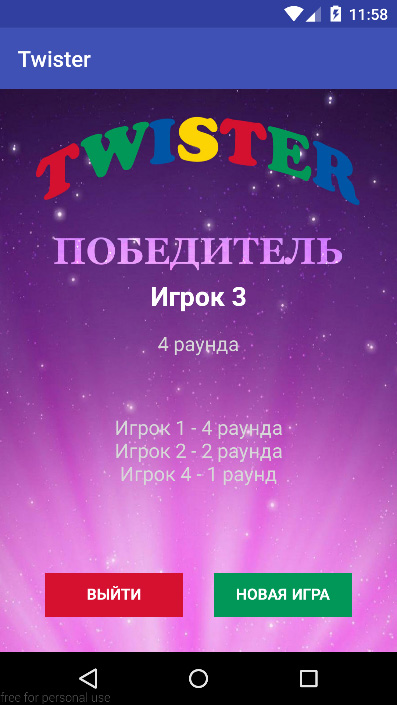 11:58
Twister
TWISTER
ПОБЕДИТЕЛЬ
Игрок 3
4 раунда
Игрок 1 - 4 раунда
Игрок 2 - 2 раунда
Игрок 4 - 1 раунд
ВЫЙТИ
НОВАЯ ИГРА
free for personal use